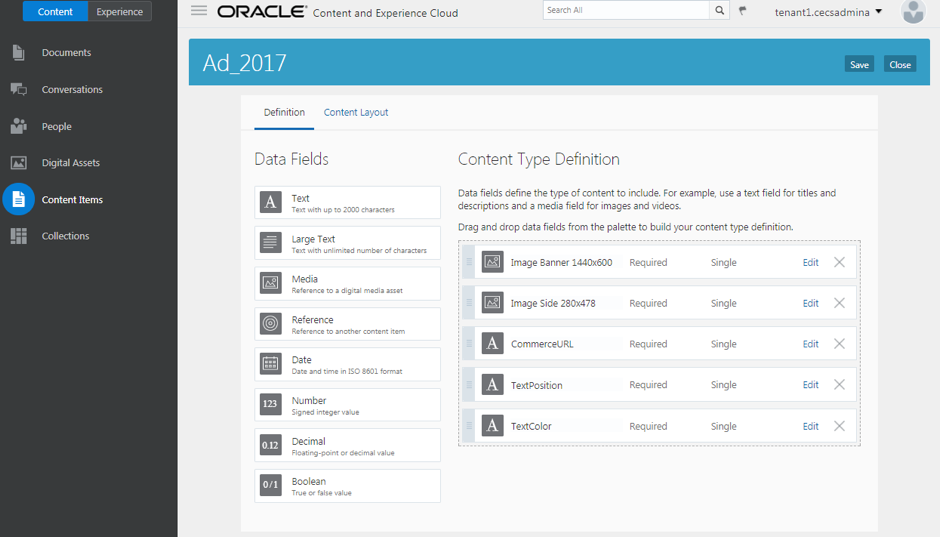 Content Experience
ORACLE® Content and Experience Cloud
Search All
tenant1.cecsadmina
Documents
Conversations
People
Digital Assets
Content Items
Collections
Ad_2017
Save Close
Definition Content Layout
Data Fields
A Text
Text with up to 2000 characters
Large Text
Text with unlimited number of characters
Media
Reference to a digital media asset
Reference
Reference to another content item
Date
Date and time in ISO 8601 format
123 Number
Signed integer value
0.12 Decimal
Floating-point or decimal value
0/1 Boolean
True or false value
Content Type Definition
Data fields define the type of content to include. For example, use a text field for titles and
descriptions and a media field for images and videos.
Drag and drop data fields from the palette to build your content type definition.
Image Banner 1440x600 Required Single Edit
Image Side 280x478 Required Single Edit
A CommerceURL Required Single Edit
A TextPosition Required Single Edit
A TextColor Required Single Edit